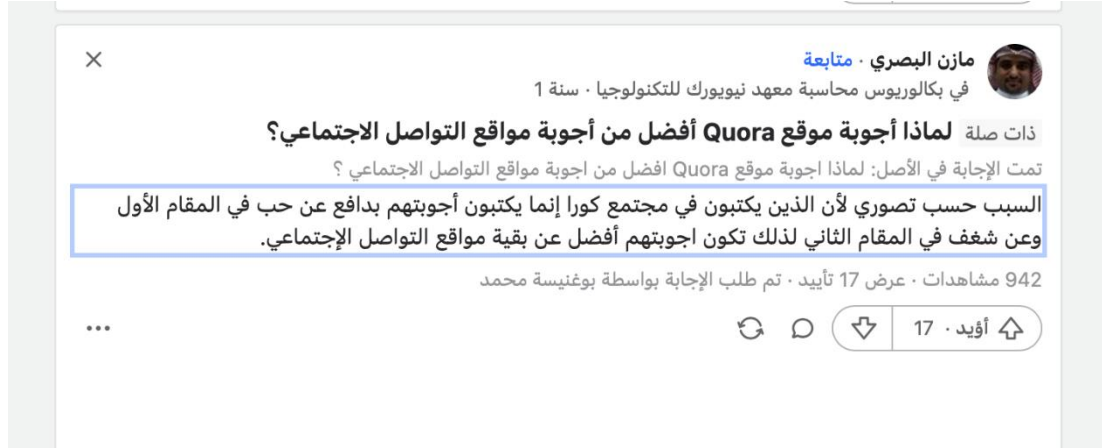 مازن البصري · متابعة
في بكالوريوس محاسبة معهد نيويورك للتكنولوجيا · سنة 1
ذات صلة لماذا أجوبة موقع Quora أفضل من أجوبة مواقع التواصل الاجتماعي؟
تمت الإجابة في الأصل: لماذا اجوبة موقع Quora افضل من اجوبة مواقع التواصل الاجتماعي ؟
السبب حسب تصوري لأن الذين يكتبون في مجتمع كورا إنما يكتبون أجوبتهم بدافع عن حب في المقام الأول
وعن شغف في المقام الثاني لذلك تكون اجوبتهم أفضل عن بقية مواقع التواصل الإجتماعي.
942 مشاهدات · عرض 17 تأييد · تم طلب الإجابة بواسطة بوغنيسة محمد
أؤيد · 17